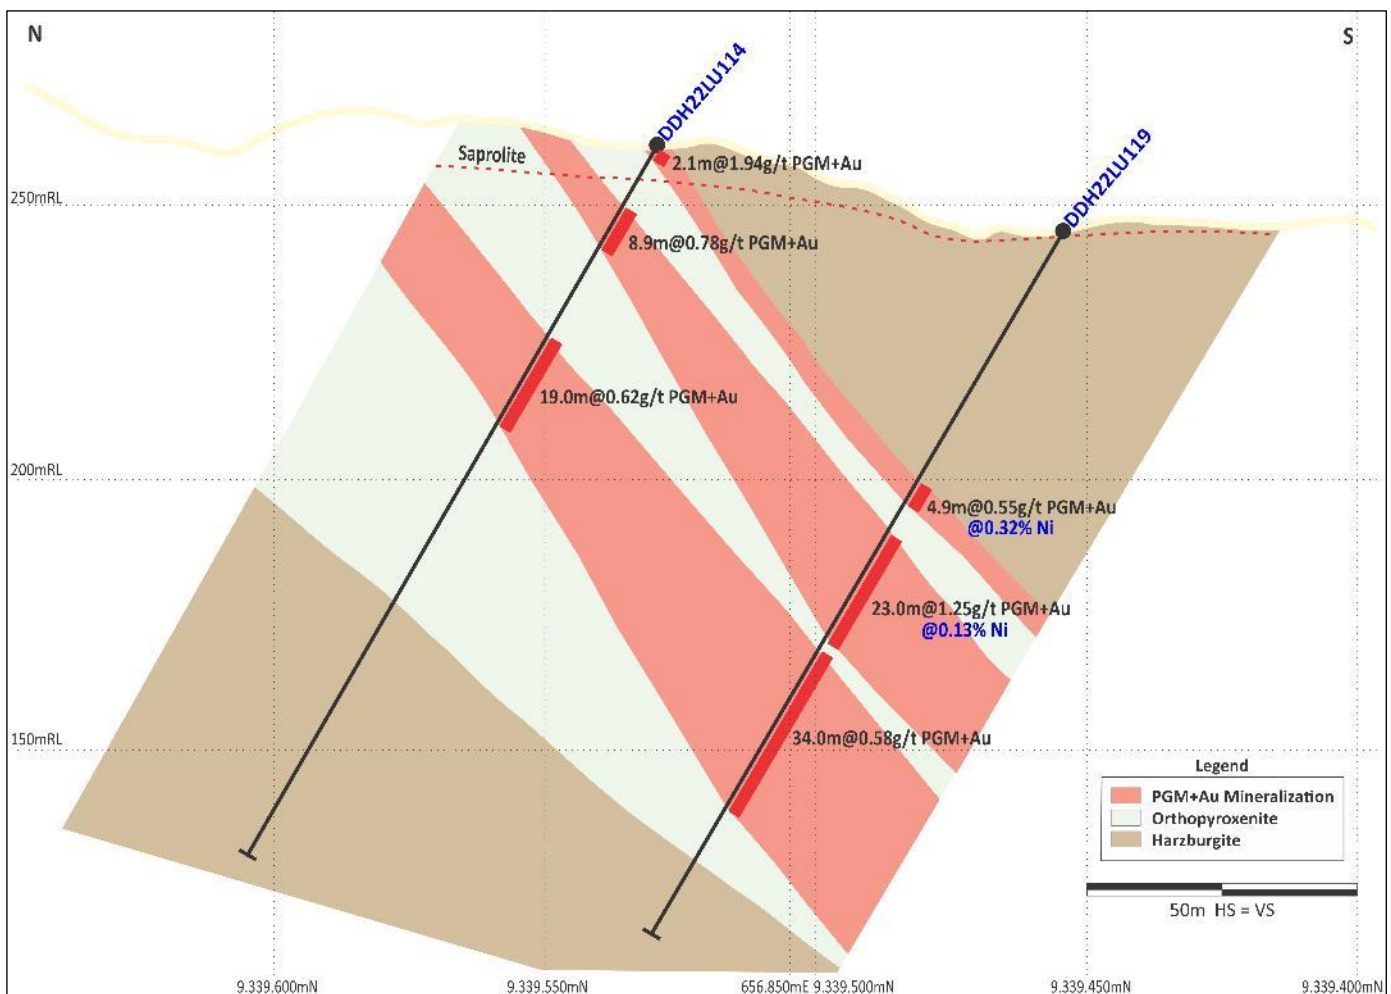 N
S
DDH22LU114
DDH22LU119
Saprolite
2.1m@1.94g/t PGM+Au
250mRL
8.9m@0.78g/t PGM+Au
19.0m@0.62g/t PGM+Au
200mRL
4.9m@0.55g/t PGM+Au
@0.32% Ni
23.0m@1.25g/t PGM+Au
@0.13% Ni
150mRL
34.0m@0.58g/t PGM+Au
Legend
PGM+Au Mineralization
Orthopyroxenite
Harzburgite
50m HS = VS
9.339.600mN
9.339.550mN
656.850mE
9.339.500mN
9.339.450mN
9.339.400mN